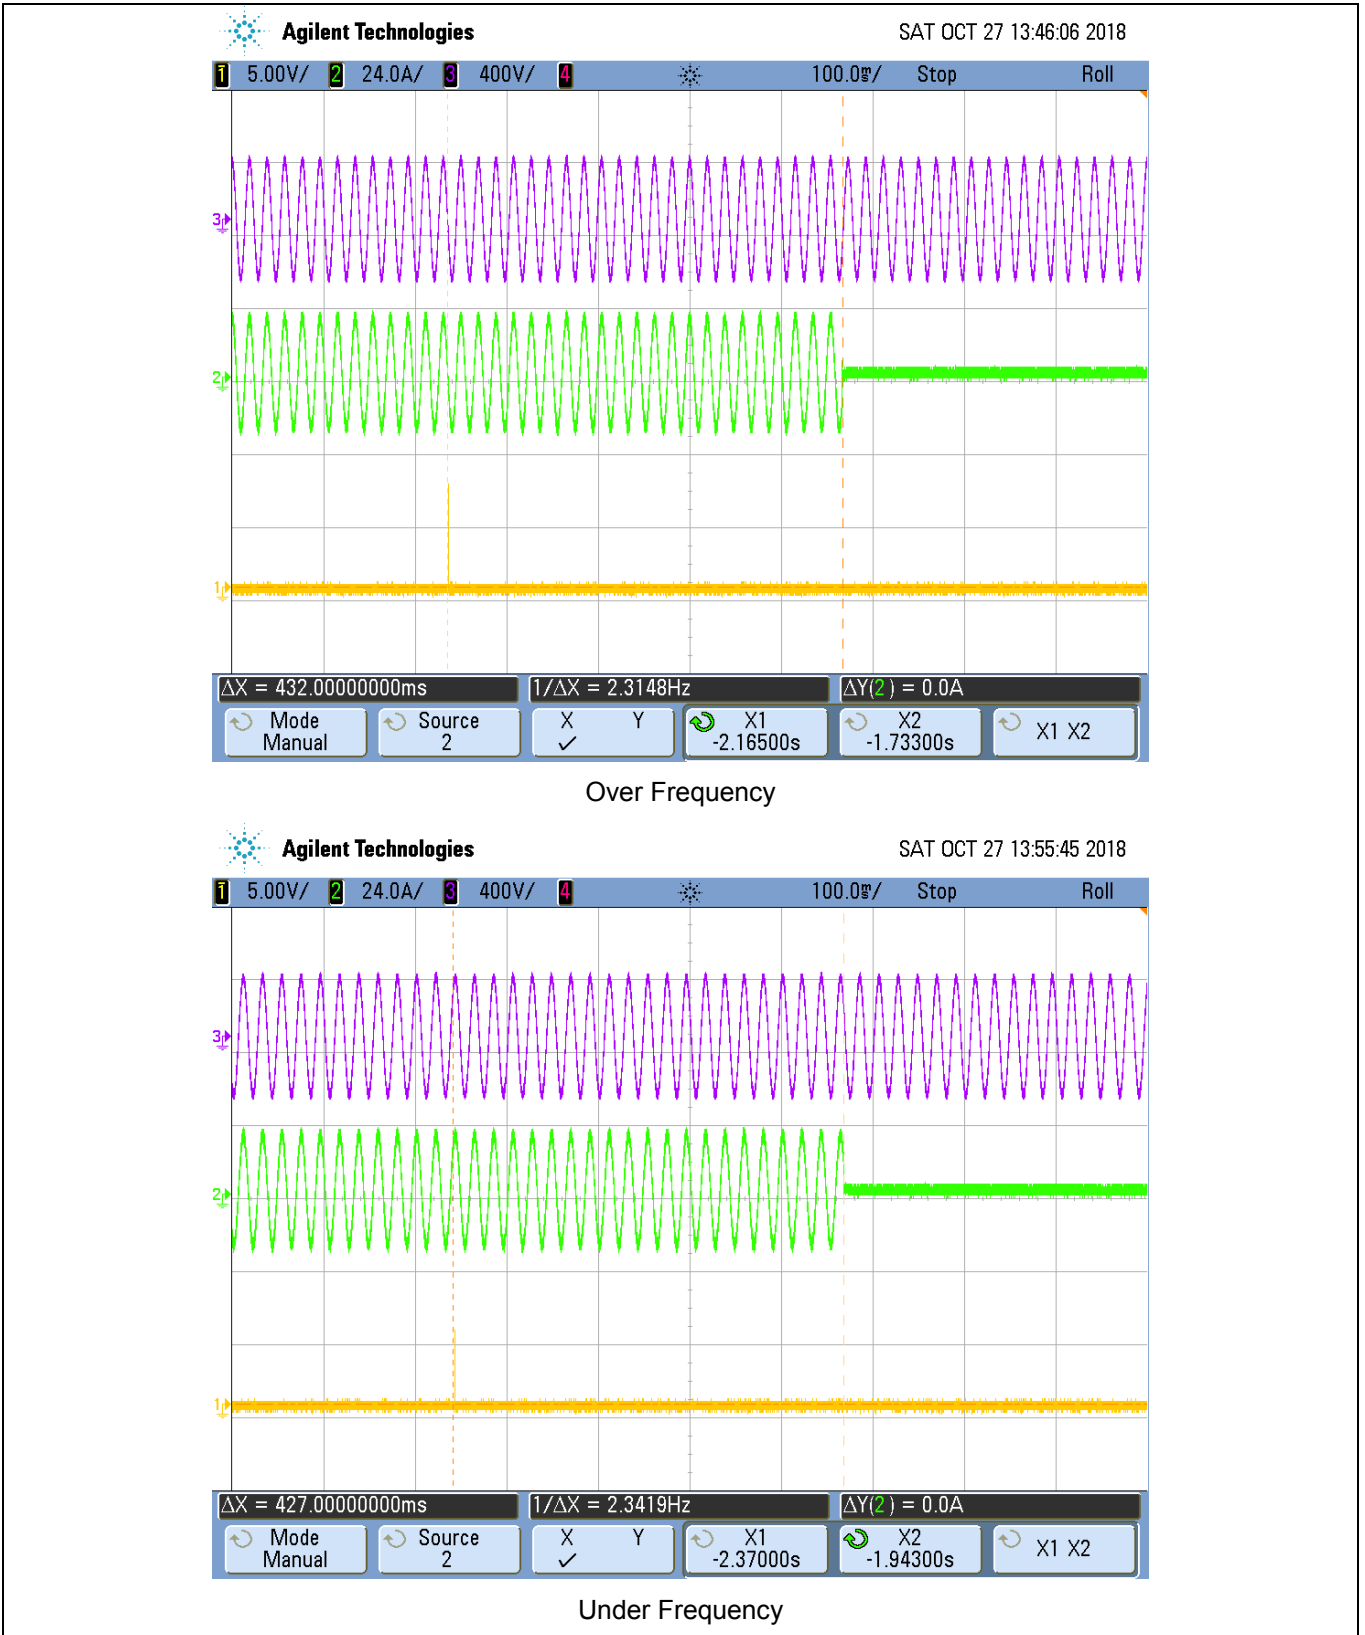 Agilent Technologies SAT OCT 27 13:46:06 2018
1 5.00V/ 2 24.0A/ 3 400V/ 4 100.0ms/ Stop Roll
3
2
1
ΔX = 432.00000000ms 1/ΔX = 2.3148Hz ΔY(2) = 0.0A
Mode Source X Y X1 X2 X1 X2
Manual 2 ✓ -2.16500s -1.73300s
Over Frequency
Agilent Technologies SAT OCT 27 13:55:45 2018
1 5.00V/ 2 24.0A/ 3 400V/ 4 100.0ms/ Stop Roll
3
2
1
ΔX = 427.00000000ms 1/ΔX = 2.3419Hz ΔY(2) = 0.0A
Mode Source X Y X1 X2 X1 X2
Manual 2 ✓ -2.37000s -1.94300s
Under Frequency